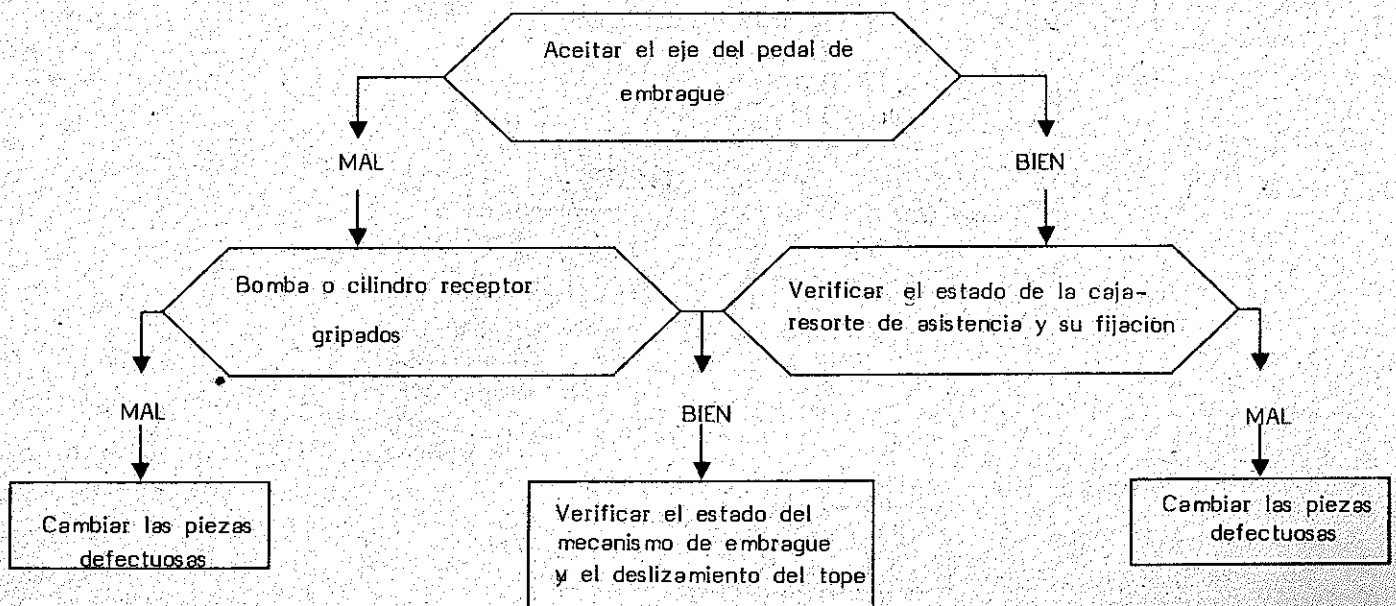 Aceitar el eje del pedal de
embrague
MAL
BIEN
Bomba o cilindro receptor
gripados
Verificar el estado de la caja-
resorte de asistencia y su fijación
MAL
BIEN
MAL
Cambiar las piezas
defectuosas
Verificar el estado del
mecanismo de embrague
y el deslizamiento del tope
Cambiar las piezas
defectuosas